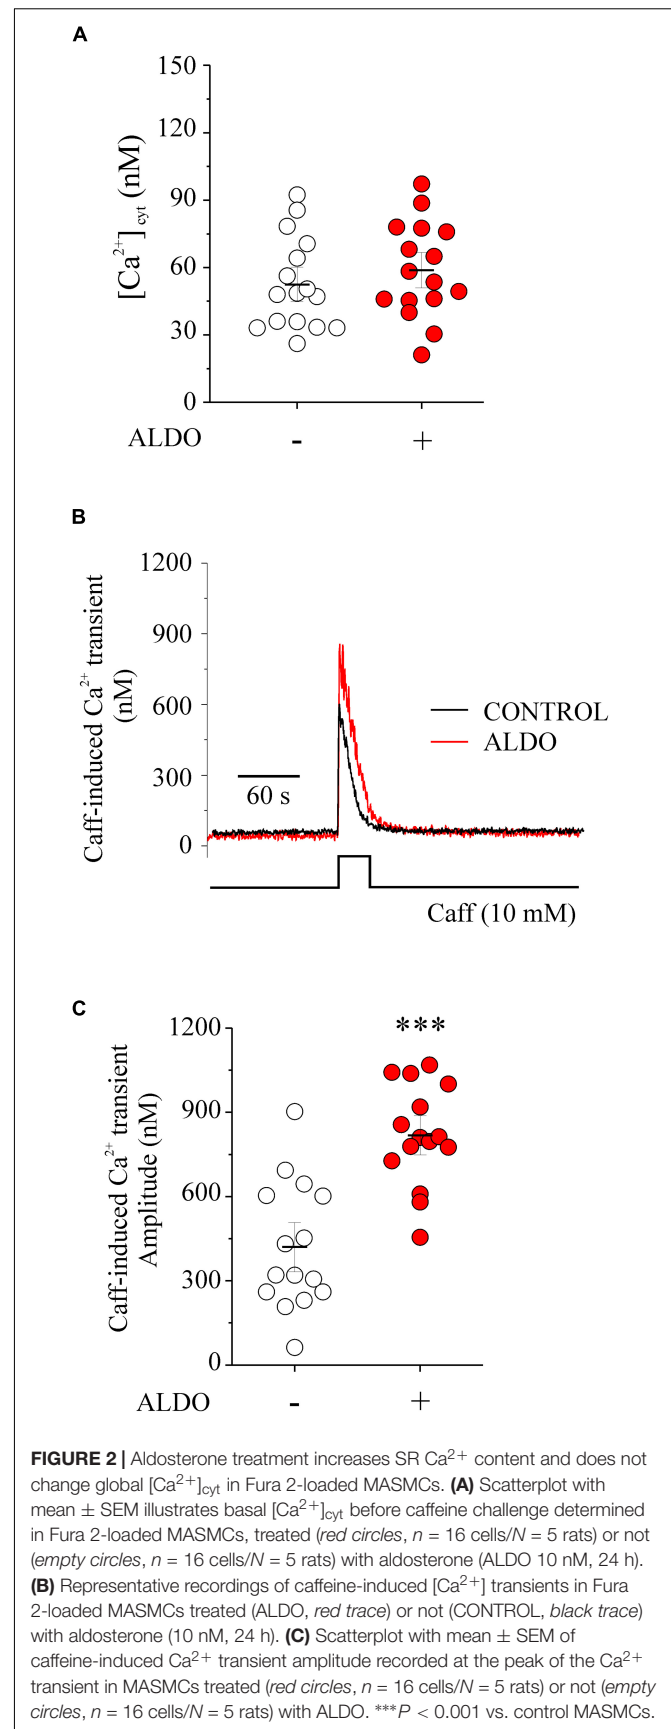 A
150
120
90
60
30
0
[Ca2+]cyt (nM)
ALDO - +
B
1200
900
600
300
0
Caff-induced Ca2+ transient
(nM)
CONTROL
ALDO
60 s
Caff (10 mM)
C
1200
900
600
300
0
Caff-induced Ca2+ transient
Amplitude (nM)
***
ALDO - +
FIGURE 2 | Aldosterone treatment increases SR Ca2+ content and does not
change global [Ca2+]cyt in Fura 2-loaded MASMCs. (A) Scatterplot with
mean ± SEM illustrates basal [Ca2+]cyt before caffeine challenge determined
in Fura 2-loaded MASMCs, treated (red circles, n = 16 cells/N = 5 rats) or not
(empty circles, n = 16 cells/N = 5 rats) with aldosterone (ALDO 10 nM, 24 h).
(B) Representative recordings of caffeine-induced [Ca2+] transients in Fura
2-loaded MASMCs treated (ALDO, red trace) or not (CONTROL, black trace)
with aldosterone (10 nM, 24 h). (C) Scatterplot with mean ± SEM of
caffeine-induced Ca2+ transient amplitude recorded at the peak of the Ca2+
transient in MASMCs treated (red circles, n = 16 cells/N = 5 rats) or not (empty
circles, n = 16 cells/N = 5 rats) with ALDO. ***P < 0.001 vs. control MASMCs.